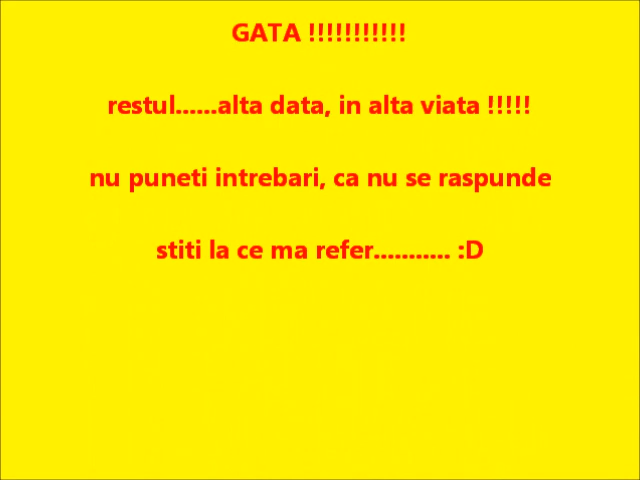 GATA !!!!!!!!!!!
restul......alta data, in alta viata !!!!!
nu puneti intrebari, ca nu se raspunde
stiti la ce ma refer........... :D